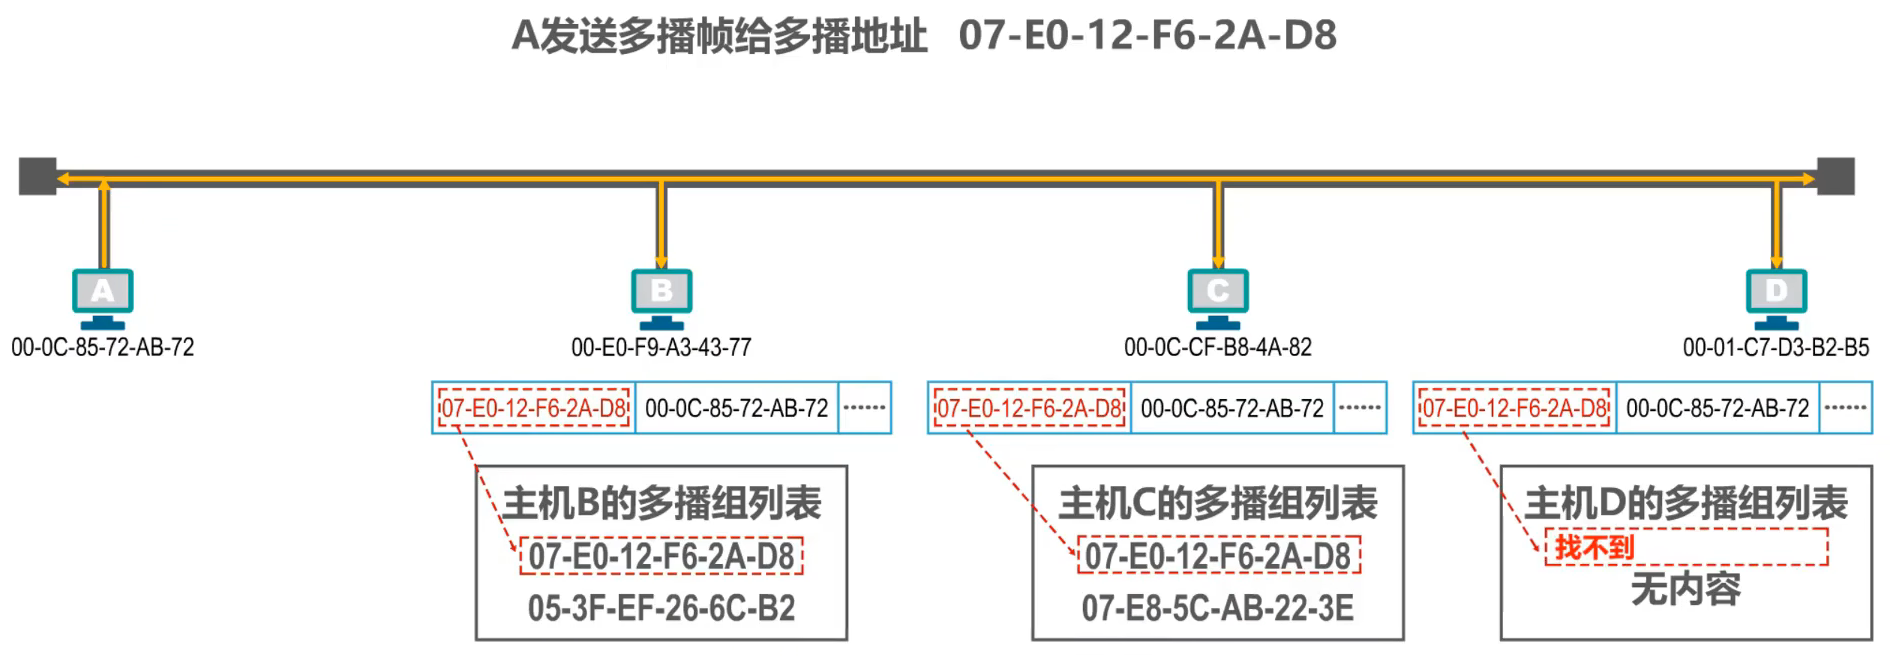 A发送多播帧给多播地址 07-E0-12-F6-2A-D8
A
B
C
D
00-0C-85-72-AB-72
00-E0-F9-A3-43-77
00-0C-CF-B8-4A-82
00-01-C7-D3-B2-B5
07-E0-12-F6-2A-D8 00-0C-85-72-AB-72 ······
07-E0-12-F6-2A-D8 00-0C-85-72-AB-72 ······
07-E0-12-F6-2A-D8 00-0C-85-72-AB-72 ······
主机B的多播组列表
07-E0-12-F6-2A-D8
05-3F-EF-26-6C-B2
主机C的多播组列表
07-E0-12-F6-2A-D8
07-E8-5C-AB-22-3E
主机D的多播组列表
找不到
无内容